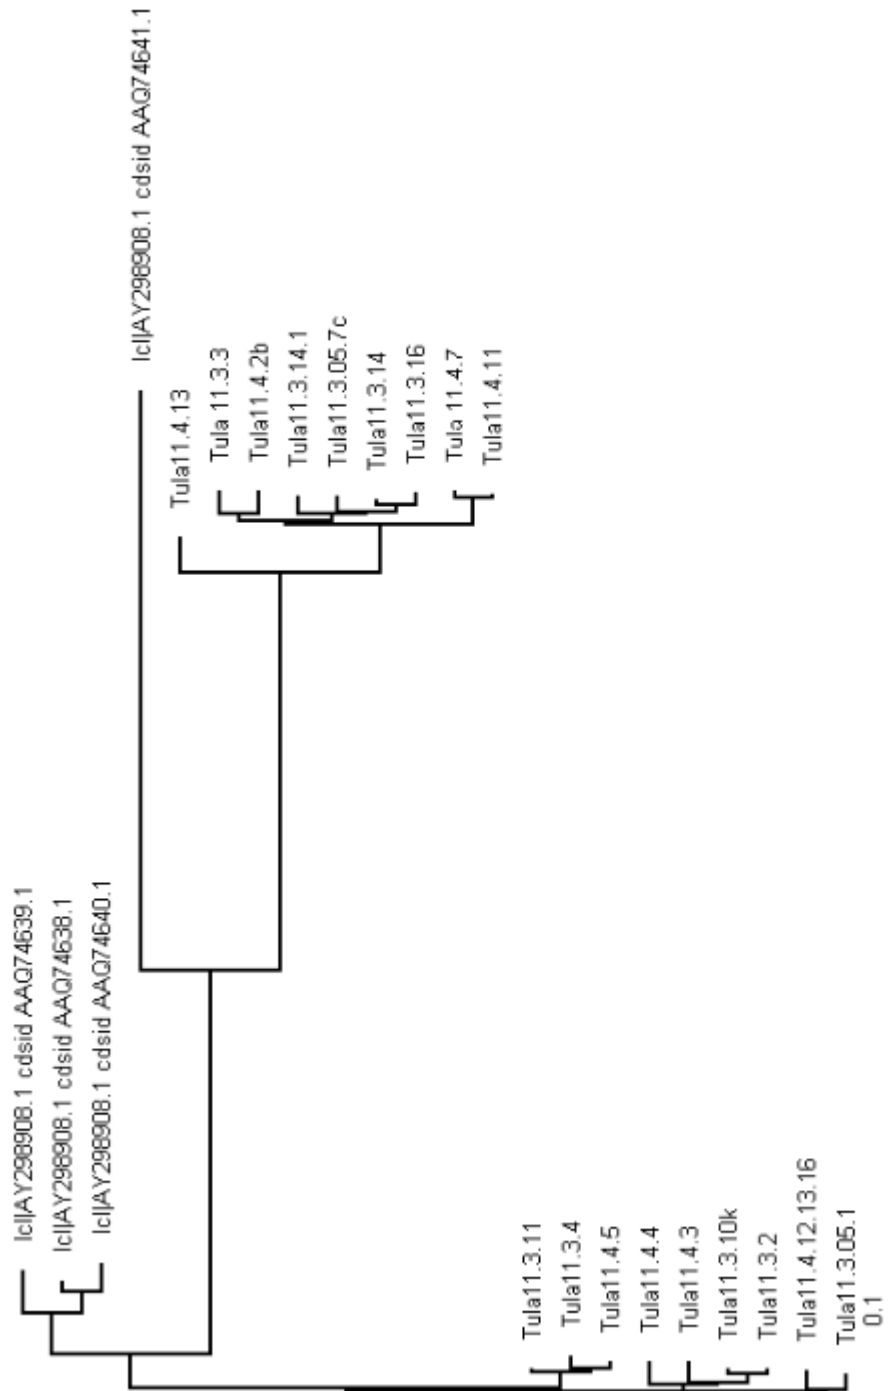 lcl|AY298908.1 cdsid AAQ74639.1
lcl|AY298908.1 cdsid AAQ74638.1
lcl|AY298908.1 cdsid AAQ74640.1
lcl|AY298908.1 cdsid AAQ74641.1
Tula11.4.13
Tula 11.3.3
Tula11.4.2b
Tula11.3.14.1
Tula11.3.05.7c
Tula11.3.14
Tula11.3.16
Tula 11.4.7
Tula11.4.11
Tula11.3.11
Tula11.3.4
Tula11.4.5
Tula11.4.4
Tula11.4.3
Tula11.3.10k
Tula11.3.2
Tula11.4.12.13.16
Tula11.3.05.1
0.1